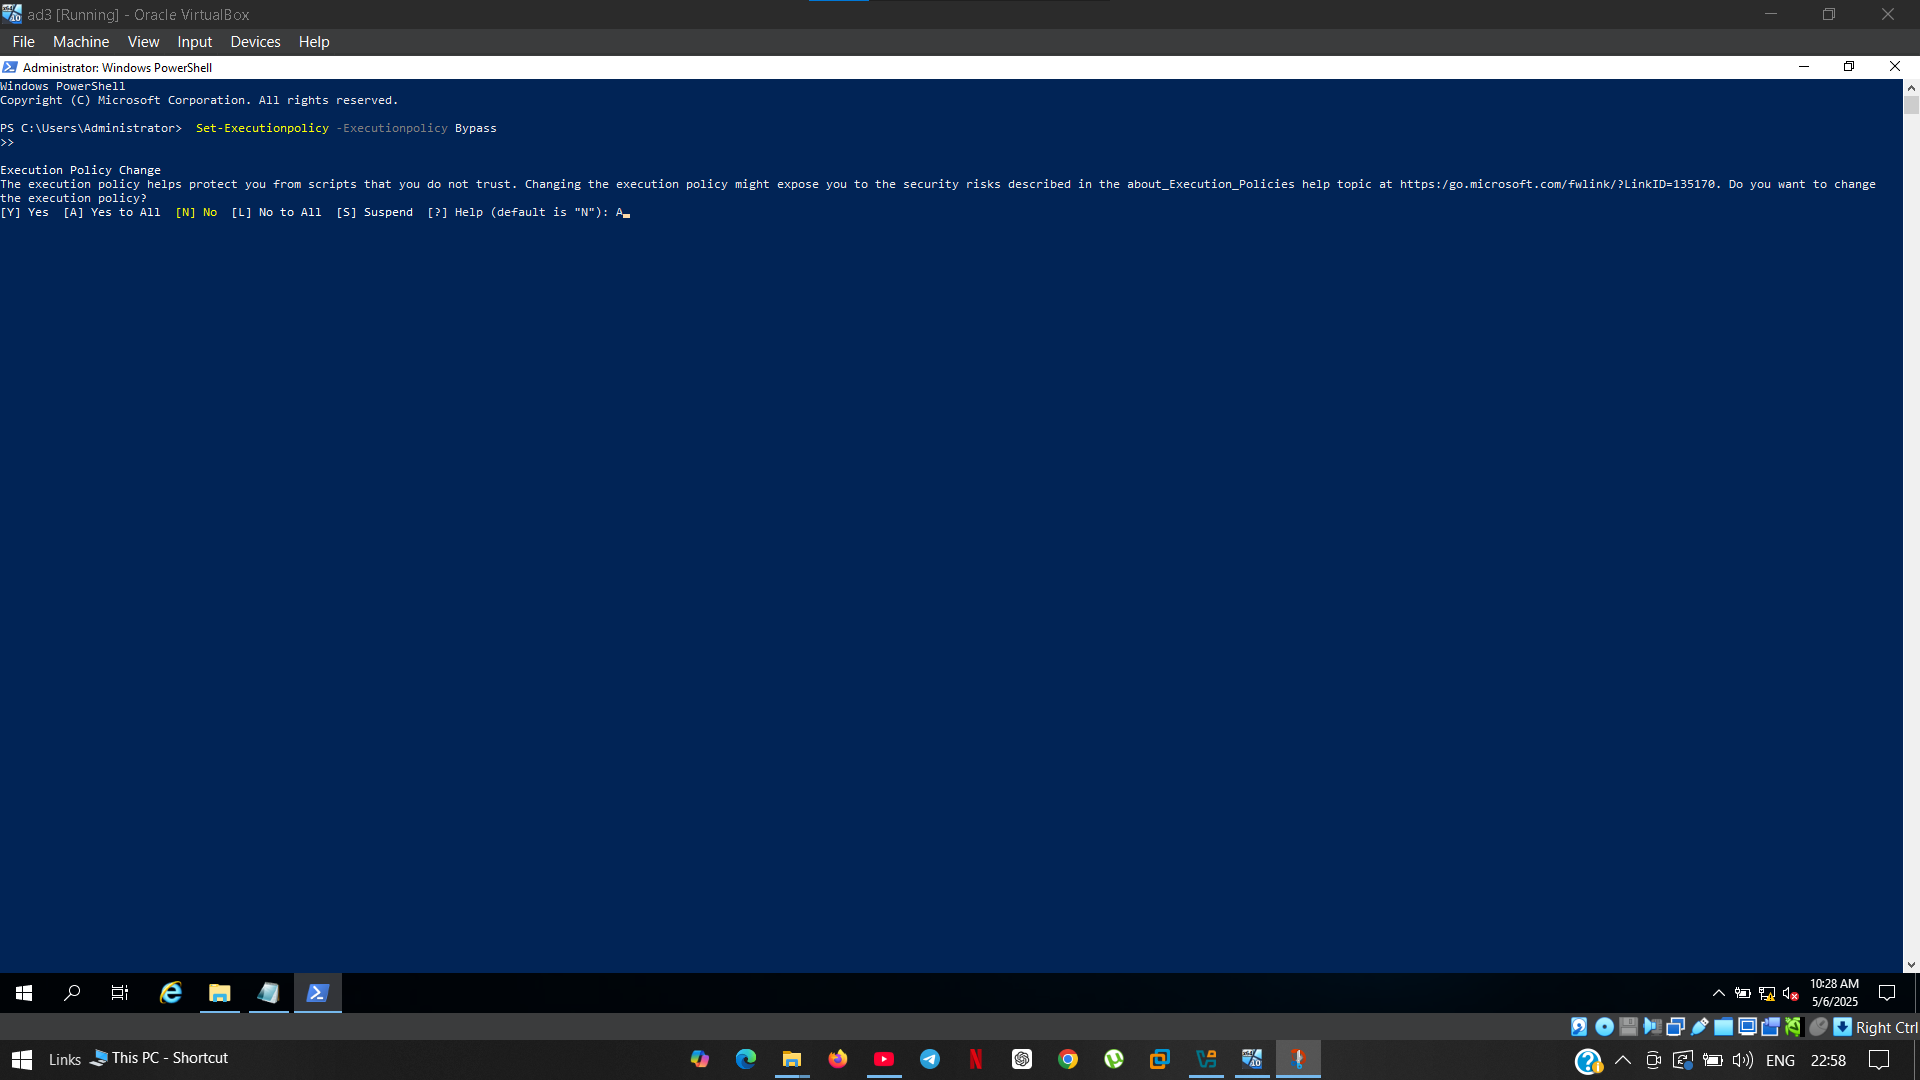 ad3 [Running] - Oracle VirtualBox
File Machine View Input Devices Help
Administrator: Windows PowerShell
Windows PowerShell
Copyright (C) Microsoft Corporation. All rights reserved.
PS C:\Users\Administrator>  Set-Executionpolicy -Executionpolicy Bypass
>>
Execution Policy Change
The execution policy helps protect you from scripts that you do not trust. Changing the execution policy might expose you to the security risks described in the about_Execution_Policies help topic at https:/go.microsoft.com/fwlink/?LinkID=135170. Do you want to change
the execution policy?
[Y] Yes  [A] Yes to All  [N] No  [L] No to All  [S] Suspend  [?] Help (default is "N"): A
10:28 AM
5/6/2025
Right Ctrl
Links This PC - Shortcut
ENG 22:58